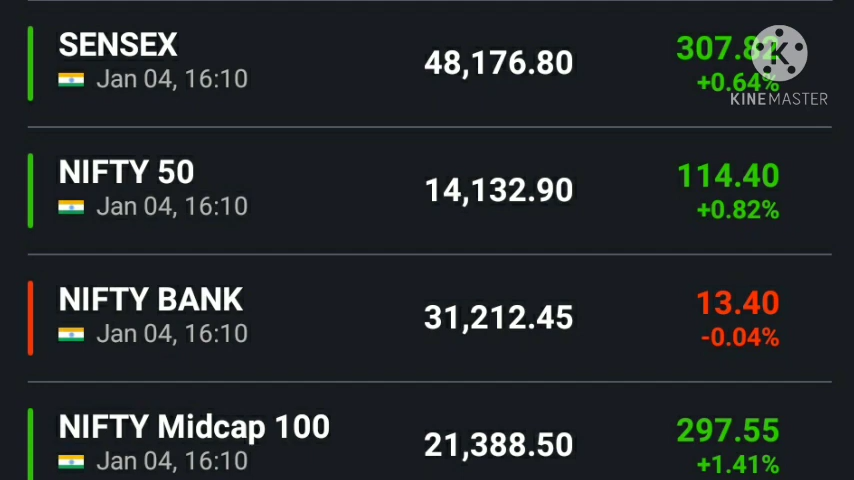 SENSEX
48,176.80
Jan 04, 16:10
+0.64%
KINEMASTER
NIFTY 50
14,132.90
114.40
Jan 04, 16:10
+0.82%
NIFTY BANK
31,212.45
13.40
Jan 04, 16:10
-0.04%
NIFTY Midcap 100
21,388.50
297.55
Jan 04, 16:10
+1.41%